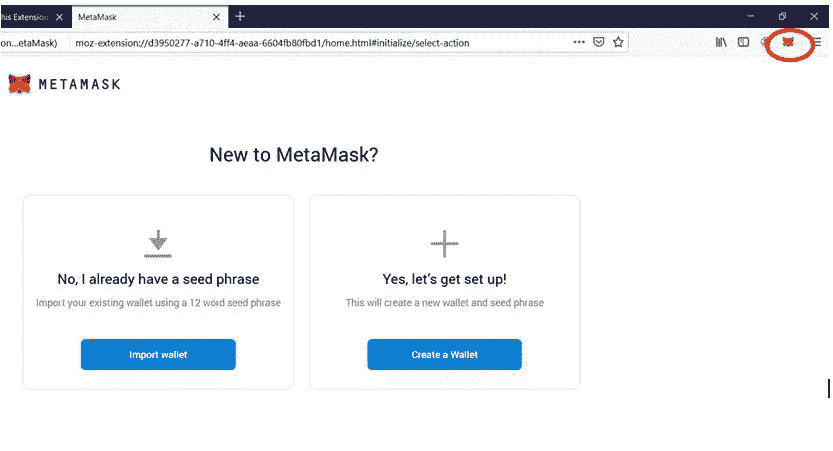 his Extension
MetaMask
on...etaMask)
moz-extension://d3950277-a710-4ff4-aeaa-6604fb80fbd1/home.html#initialize/select-action
METAMASK
New to MetaMask?
No, I already have a seed phrase
Import your existing wallet using a 12 word seed phrase
Import wallet
Yes, let's get set up!
This will create a new wallet and seed phrase
Create a Wallet